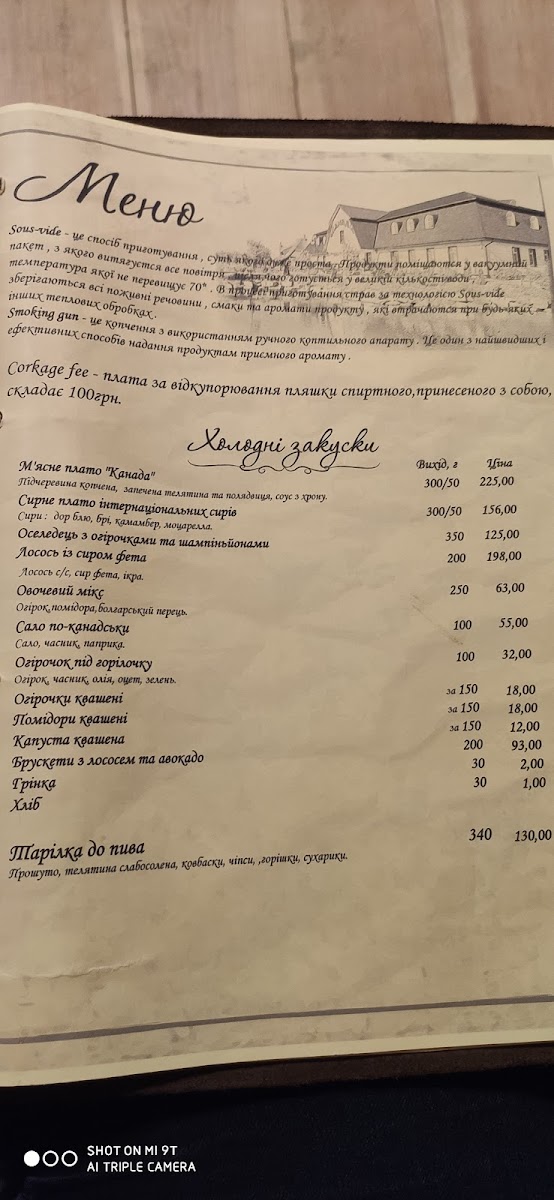 Меню
Sous-vide - це спосіб приготування , суть якого дуже проста . Продукти поміщаются у вакуумний
пакет , з якого витягується все повітря , після чого готується у великій кількості води ,
температура якої не перевищує 70° . В процесі приготування страв за технологією Sous-vide
зберігаються всі поживні речовини , смаки та аромати продукту , які втрачаются при будь-яких
інших теплових обробках .
Smoking gun - це копчення з використанням ручного коптильного апарату . Це один з найшвидших і
ефективних способів надання продуктам приємного аромату .
Corkage fee - плата за відкупорювання пляшки спиртного,принесеного з собою,
складає 100грн.
Холодні закуски
Вихід, г Ціна
М'ясне плато "Канада" 300/50 225,00
Підчеревина копчена, запечена телятина та полядвиця, соус з хрону.
Сирне плато інтернаціональних сирів 300/50 156,00
Сири : дор блю, брі, камамбер, моцарелла.
Оселедець з огірочками та шампіньйонами 350 125,00
Лосось із сиром фета 200 198,00
Лосось с/с, сир фета, ікра.
Овочевий мікс 250 63,00
Огірок,помідора,болгарський перець.
Сало по-канадськи 100 55,00
Сало, часник, паприка.
Огірочок під горілочку 100 32,00
Огірок, часник, олія, оцет, зелень.
Огірочки квашені за 150 18,00
Помідори квашені за 150 18,00
Капуста квашена за 150 12,00
Брускети з лососем та авокадо 200 93,00
Грінка 30 2,00
Хліб 30 1,00
Тарілка до пива 340 130,00
Прошуто, телятина слабосолена, ковбаски, чіпси, ,горішки, сухарики.
SHOT ON MI 9T
AI TRIPLE CAMERA